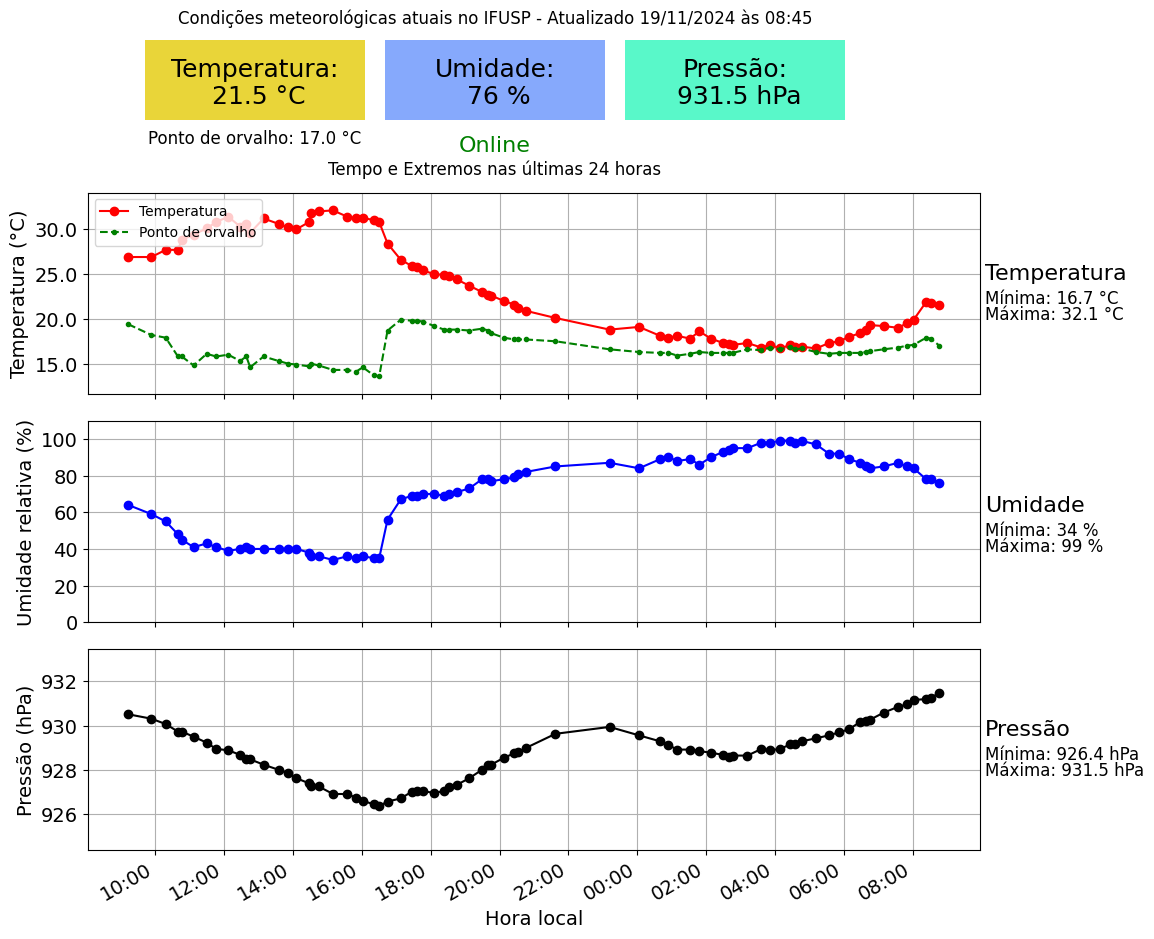 Condições meteorológicas atuais no IFUSP - Atualizado 19/11/2024 às 08:45
Temperatura:
21.5 °C
Umidade:
76 %
Pressão:
931.5 hPa
Ponto de orvalho: 17.0 °C
Online
Tempo e Extremos nas últimas 24 horas
Temperatura (°C)
30.0
25.0
20.0
15.0
Temperatura
Ponto de orvalho
Temperatura
Mínima: 16.7 °C
Máxima: 32.1 °C
Umidade relativa (%)
100
80
60
40
20
0
Umidade
Mínima: 34 %
Máxima: 99 %
Pressão (hPa)
932
930
928
926
Pressão
Mínima: 926.4 hPa
Máxima: 931.5 hPa
10:00 12:00 14:00 16:00 18:00 20:00 22:00 00:00 02:00 04:00 06:00 08:00
Hora local